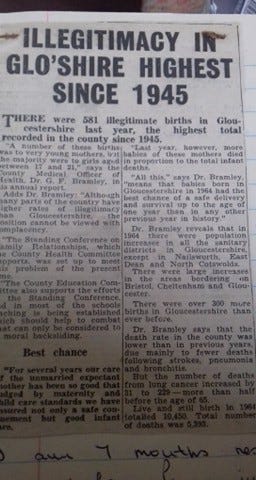 ILLEGITIMACY IN
GLO'SHIRE HIGHEST
SINCE 1945
THERE were 581 illegitimate births in Glou-
cestershire last year, the highest total
recorded in the county since 1945.
"A number of these births
was to very young mothers, but
the majority were to girls aged
between 17 and 21," says the
County Medical Officer of
Health, Dr. G. F. Bramley, in
his annual report.
Adds Dr. Bramley: "Although
many parts of the county have
higher rates of illegitimacy
than Gloucestershire, the
position cannot be viewed with
complacency.
"The Standing Conference on
Family Relationships, which
the County Health Committee
supports, was set up to meet
this problem of the present
time.
"The County Education Com-
mittee also supports the efforts
of the Standing Conference,
and in most of the schools
teaching is being established
which should help to combat
what can only be considered to
be moral backsliding.
Best chance
"For several years our care
of the unmarried expectant
mother has been so good that
judged by maternity and
child care standards we have
assured not only a safe con-
finement but good infant
"Last year, however, more
babies of these mothers died
in proportion to the total infant
deaths.
"All this," says Dr. Bramley,
"means that babies born in
Gloucestershire in 1964 had the
best chance of a safe delivery
and survival up to the age of
one year than in any other
previous year in history."
Dr. Bramley reveals that in
1964 there were population
increases in all the sanitary
districts in Gloucestershire,
except in Nailsworth, East
Dean and North Cotswolds.
There were large increases
in the areas bordering on
Bristol, Cheltenham and Glou-
cester.
There were over 300 more
births in Gloucestershire than
ever before.
Dr. Bramley says that the
death rate in the county was
lower than in previous years,
due mainly to fewer deaths
following strokes, pneumonia
and bronchitis.
But the number of deaths
from lung cancer increased by
31 to 229 — more than half
before the age of 65.
Live and still birth in 1964
totalled 10,450. Total number
of deaths was 5,393.
7 months